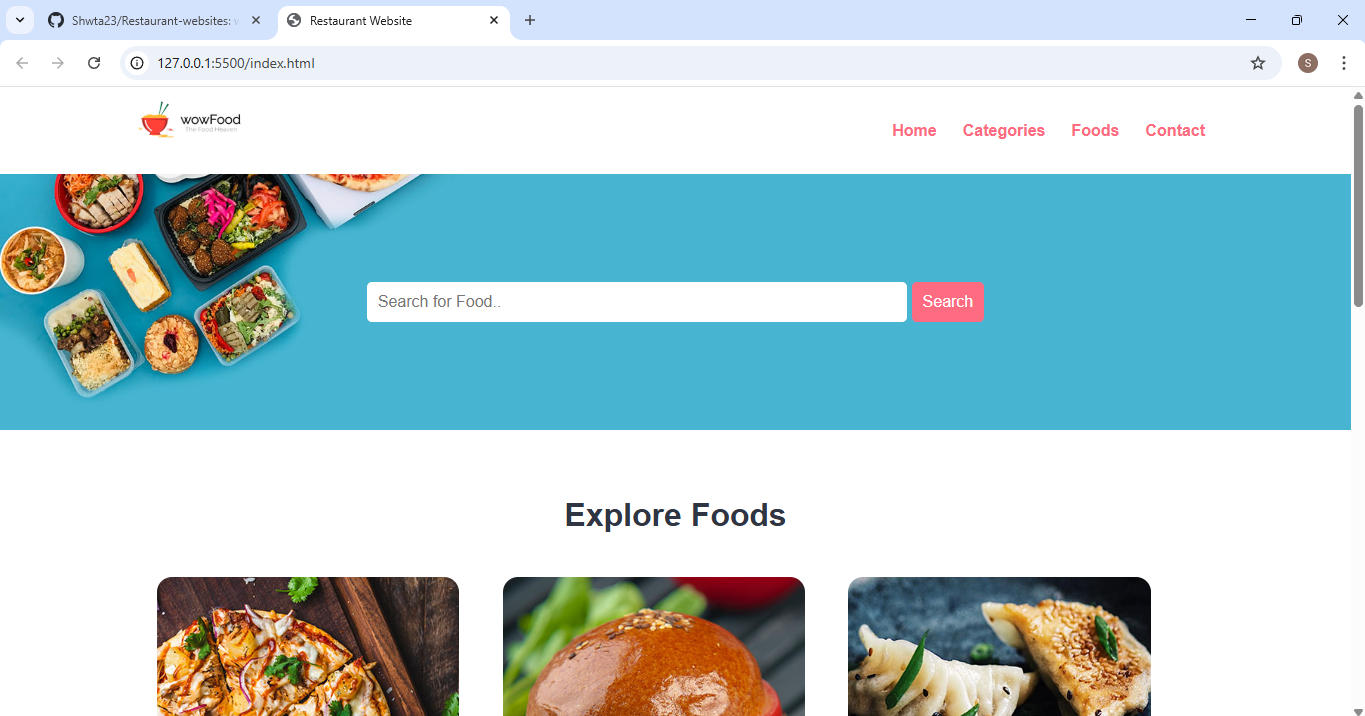 Shwta23/Restaurant-websites:
Restaurant Website
127.0.0.1:5500/index.html
S
wowFood
The Food Heaven
Home Categories Foods Contact
Search for Food..
Search
Explore Foods